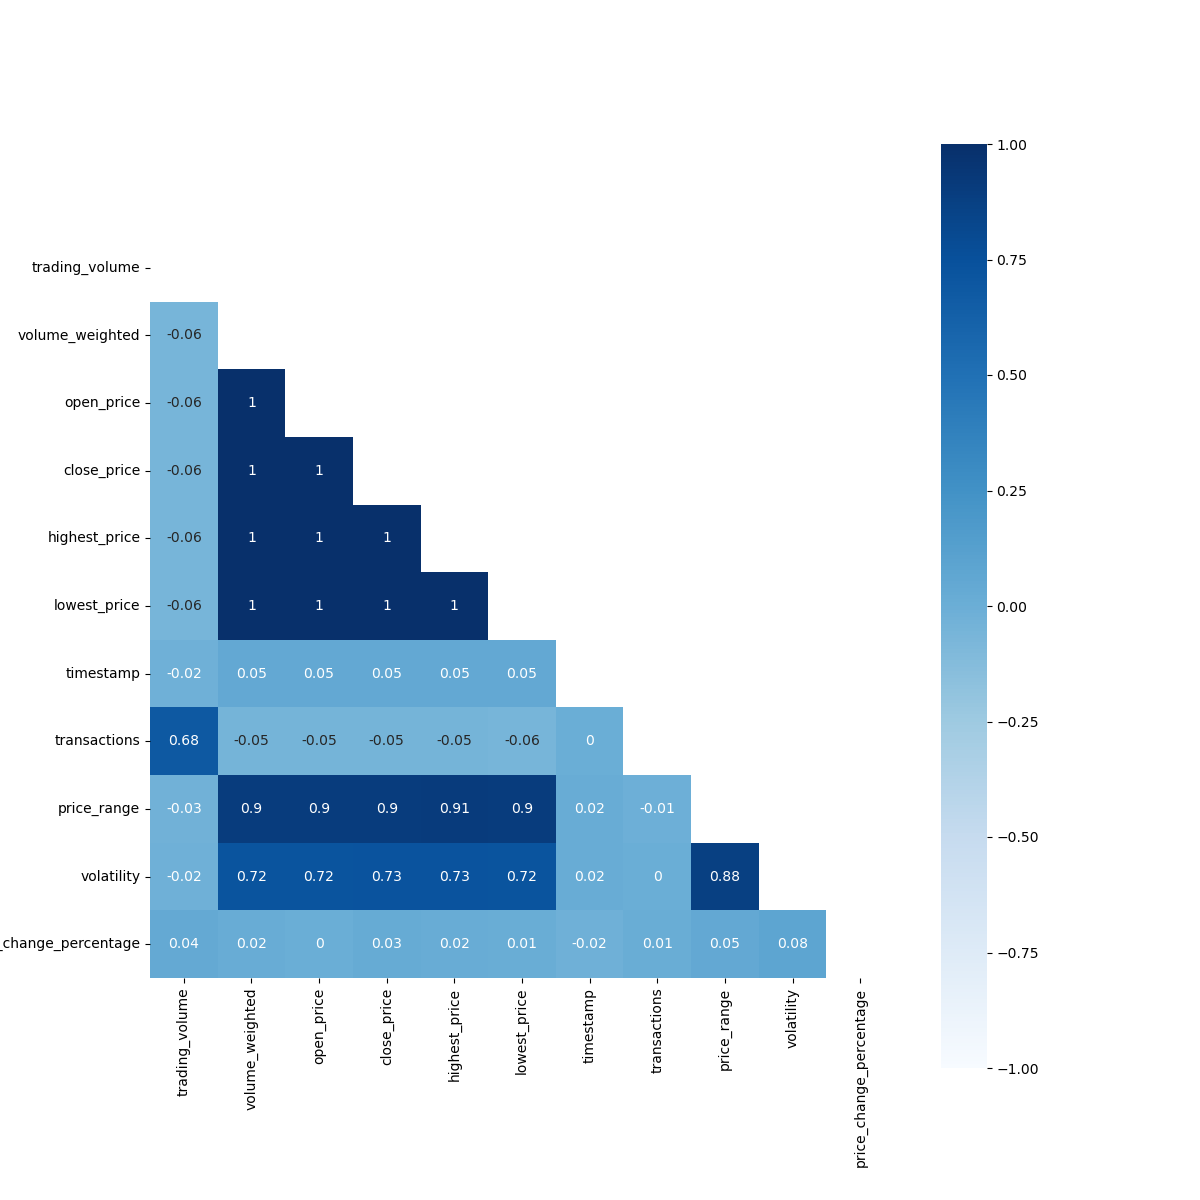 1.00
0.75
trading_volume
volume_weighted -0.06
open_price -0.06 1
0.50
close_price -0.06 1 1
0.25
highest_price -0.06 1 1 1
lowest_price -0.06 1 1 1 1
0.00
timestamp -0.02 0.05 0.05 0.05 0.05 0.05
−0.25
transactions 0.68 -0.05 -0.05 -0.05 -0.05 -0.06 0
price_range -0.03 0.9 0.9 0.9 0.91 0.9 0.02 -0.01
−0.50
volatility -0.02 0.72 0.72 0.73 0.73 0.72 0.02 0 0.88
_change_percentage 0.04 0.02 0 0.03 0.02 0.01 -0.02 0.01 0.05 0.08
−0.75
−1.00
trading_volume
volume_weighted
open_price
close_price
highest_price
lowest_price
timestamp
transactions
price_range
volatility
price_change_percentage